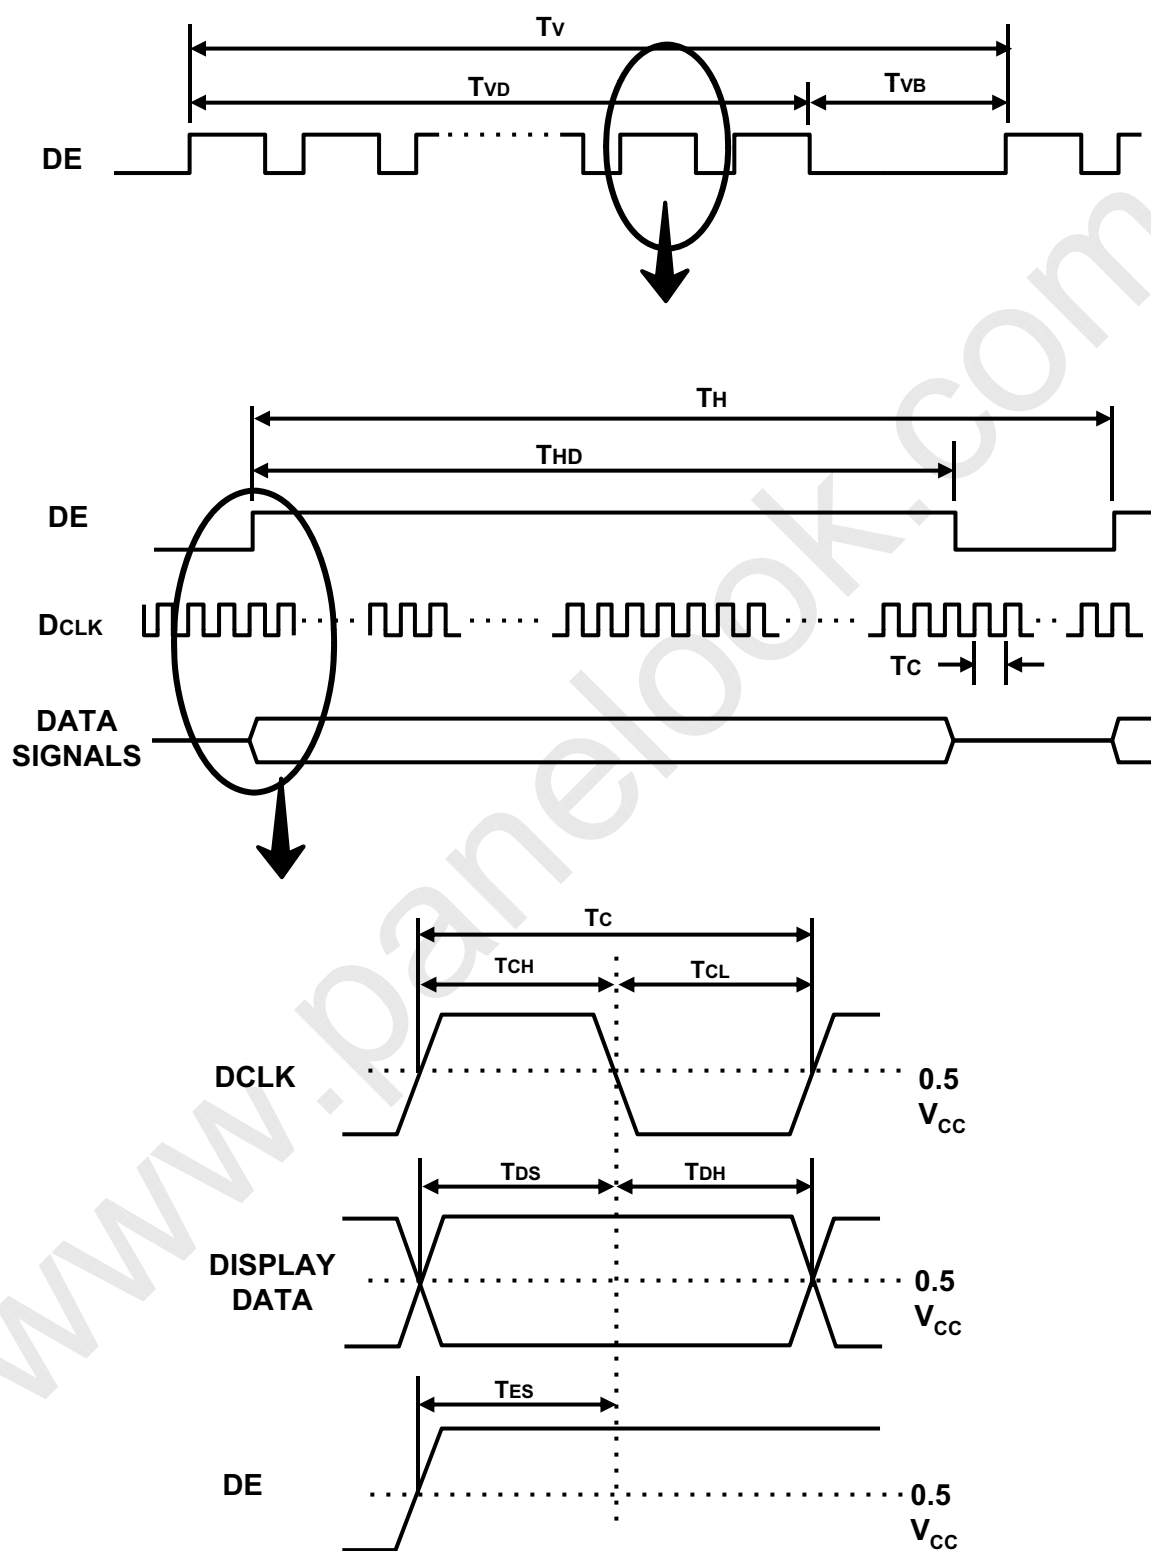 TV
TVD
TVB
DE
TH
THD
DE
DCLK
TC
DATA
SIGNALS
TC
TCH
TCL
DCLK
0.5
VCC
TDS
TDH
DISPLAY
DATA
0.5
VCC
TES
DE
0.5
VCC
www.panelook.com